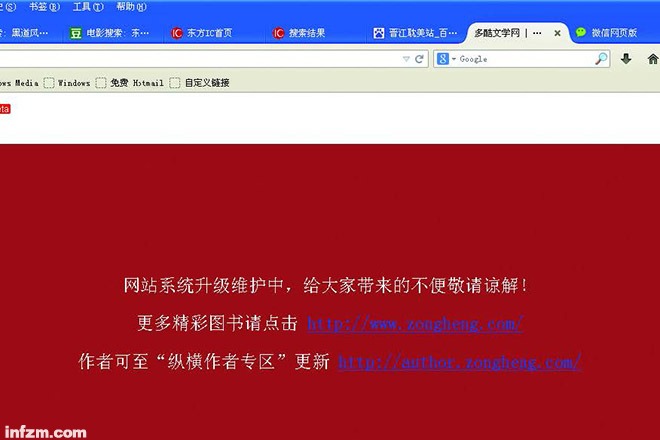 书签(B) 工具(T) 帮助(H)
黑道风… 电影搜索: 东… 东方IC首页 搜索结果 晋江耽美站_百… 多酷文学网 | … 微信网页版
Google
ows Media Windows 免费 Hotmail 自定义链接
网站系统升级维护中，给大家带来的不便敬请谅解！
更多精彩图书请点击 http://www.zongheng.com/
作者可至“纵横作者专区”更新 http://author.zongheng.com/
infzm.com